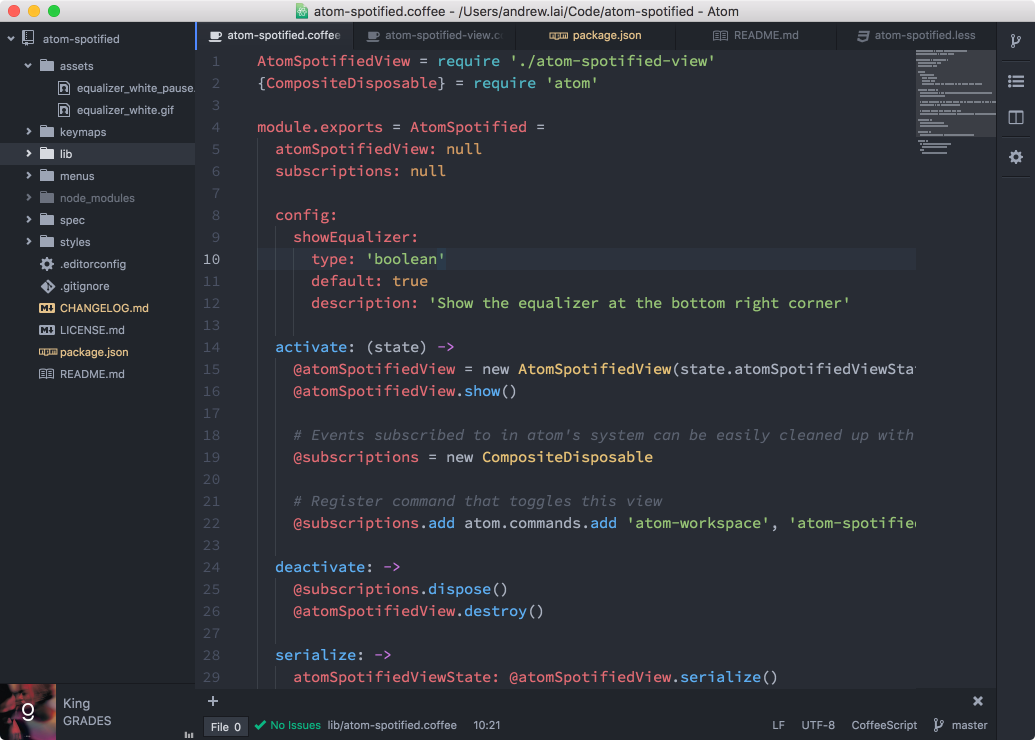 atom-spotified.coffee - /Users/andrew.lai/Code/atom-spotified - Atom
atom-spotified
assets
equalizer_white_pause.
equalizer_white.gif
keymaps
lib
menus
node_modules
spec
styles
.editorconfig
.gitignore
CHANGELOG.md
LICENSE.md
package.json
README.md
atom-spotified.coffee
atom-spotified-view.c
package.json
README.md
atom-spotified.less
1 AtomSpotifiedView = require './atom-spotified-view'
2 {CompositeDisposable} = require 'atom'
3
4 module.exports = AtomSpotified =
5 atomSpotifiedView: null
6 subscriptions: null
7
8 config:
9 showEqualizer:
10 type: 'boolean'
11 default: true
12 description: 'Show the equalizer at the bottom right corner'
13
14 activate: (state) ->
15 @atomSpotifiedView = new AtomSpotifiedView(state.atomSpotifiedViewSta
16 @atomSpotifiedView.show()
17
18 # Events subscribed to in atom's system can be easily cleaned up with
19 @subscriptions = new CompositeDisposable
20
21 # Register command that toggles this view
22 @subscriptions.add atom.commands.add 'atom-workspace', 'atom-spotified
23
24 deactivate: ->
25 @subscriptions.dispose()
26 @atomSpotifiedView.destroy()
27
28 serialize: ->
29 atomSpotifiedViewState: @atomSpotifiedView.serialize()
g
King
GRADES
+
File 0
No Issues
lib/atom-spotified.coffee
10:21
LF
UTF-8
CoffeeScript
master